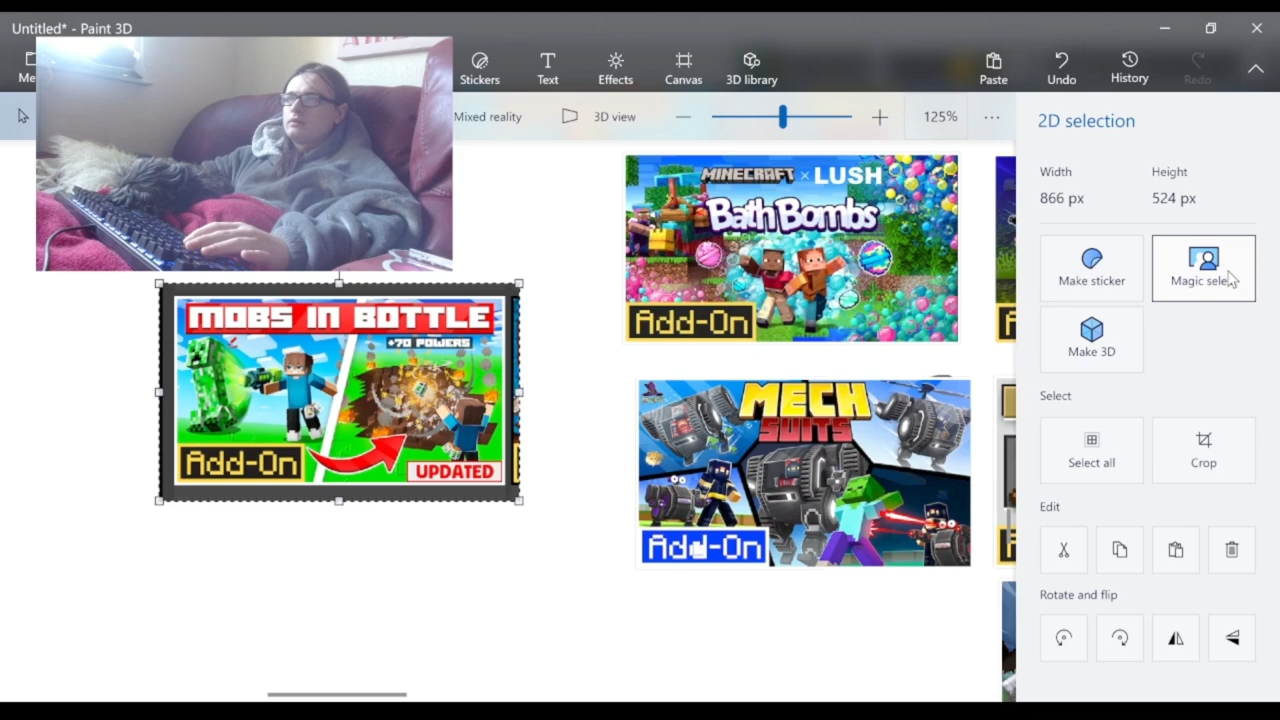 Untitled* - Paint 3D
Me
Stickers
Text
Effects
Canvas
3D library
Paste
Undo
History
Redo
Mixed reality
3D view
125%
2D selection
Width
Height
866 px
524 px
Make sticker
Magic sele
Make 3D
Select
Select all
Crop
Edit
Rotate and flip
MINECRAFT × LUSH
Bath Bombs
Add-On
MOBS IN BOTTLE
+70 POWERS
Add-On
UPDATED
MECH
SUITS
Add-On